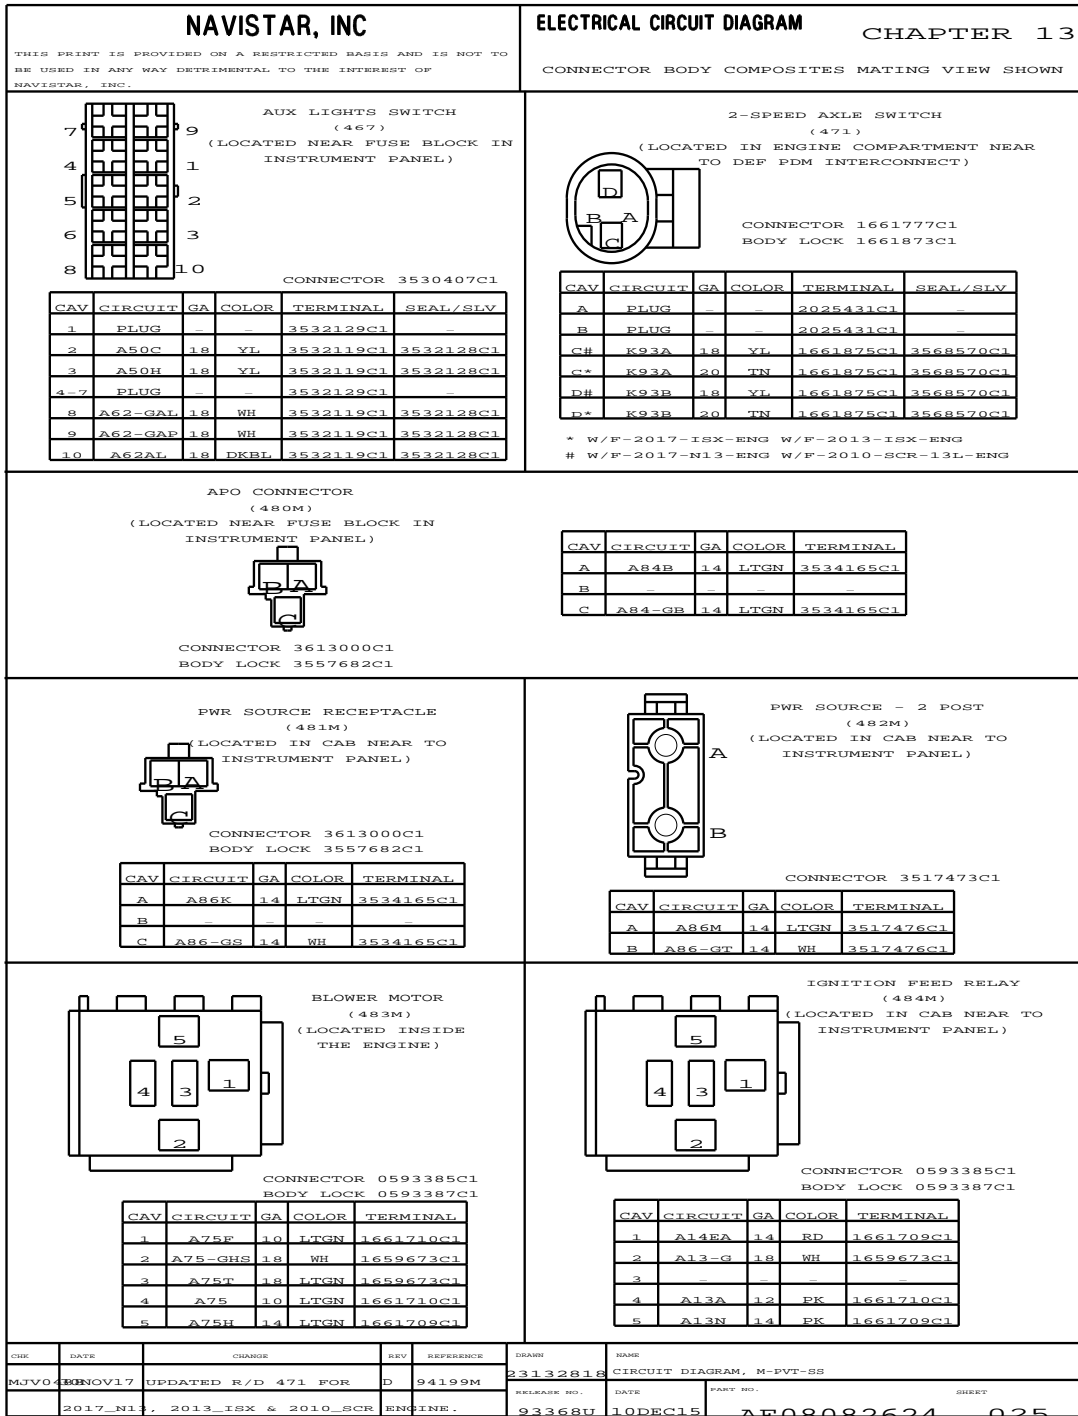 NAVISTAR, INC
THIS PRINT IS PROVIDED ON A RESTRICTED BASIS AND IS NOT TO
BE USED IN ANY WAY DETRIMENTAL TO THE INTEREST OF
NAVISTAR, INC.
ELECTRICAL CIRCUIT DIAGRAM
CHAPTER 13
CONNECTOR BODY COMPOSITES MATING VIEW SHOWN
AUX LIGHTS SWITCH
(467)
(LOCATED NEAR FUSE BLOCK IN
INSTRUMENT PANEL)
7 9
4 1
5 2
6 3
8 10
CONNECTOR 3530407C1
CAV CIRCUIT GA COLOR TERMINAL SEAL/SLV
1 PLUG – – 3532129C1 –
2 A50C 18 YL 3532119C1 3532128C1
3 A50H 18 YL 3532119C1 3532128C1
4-7 PLUG – – 3532129C1 –
8 A62-GAL 18 WH 3532119C1 3532128C1
9 A62-GAP 18 WH 3532119C1 3532128C1
10 A62AL 18 DKBL 3532119C1 3532128C1
2-SPEED AXLE SWITCH
(471)
(LOCATED IN ENGINE COMPARTMENT NEAR
TO DEF PDM INTERCONNECT)
D
B A
C
CONNECTOR 1661777C1
BODY LOCK 1661873C1
CAV CIRCUIT GA COLOR TERMINAL SEAL/SLV
A PLUG – – 2025431C1 –
B PLUG – – 2025431C1 –
C# K93A 18 YL 1661875C1 3568570C1
C* K93A 20 TN 1661875C1 3568570C1
D# K93B 18 YL 1661875C1 3568570C1
D* K93B 20 TN 1661875C1 3568570C1
* W/F-2017-ISX-ENG W/F-2013-ISX-ENG
# W/F-2017-N13-ENG W/F-2010-SCR-13L-ENG
APO CONNECTOR
(480M)
(LOCATED NEAR FUSE BLOCK IN
INSTRUMENT PANEL)
B A
C
CONNECTOR 3613000C1
BODY LOCK 3557682C1
CAV CIRCUIT GA COLOR TERMINAL
A A84B 14 LTGN 3534165C1
B – – – –
C A84-GB 14 LTGN 3534165C1
PWR SOURCE RECEPTACLE
(481M)
(LOCATED IN CAB NEAR TO
INSTRUMENT PANEL)
B A
C
CONNECTOR 3613000C1
BODY LOCK 3557682C1
CAV CIRCUIT GA COLOR TERMINAL
A A86K 14 LTGN 3534165C1
B – – – –
C A86-GS 14 WH 3534165C1
PWR SOURCE - 2 POST
(482M)
(LOCATED IN CAB NEAR TO
INSTRUMENT PANEL)
A
B
CONNECTOR 3517473C1
CAV CIRCUIT GA COLOR TERMINAL
A A86M 14 LTGN 3517476C1
B A86-GT 14 WH 3517476C1
BLOWER MOTOR
(483M)
(LOCATED INSIDE
THE ENGINE)
5
4 3 1
2
CONNECTOR 0593385C1
BODY LOCK 0593387C1
CAV CIRCUIT GA COLOR TERMINAL
1 A75F 10 LTGN 1661710C1
2 A75-GHS 18 WH 1659673C1
3 A75T 18 LTGN 1659673C1
4 A75 10 LTGN 1661710C1
5 A75H 14 LTGN 1661709C1
IGNITION FEED RELAY
(484M)
(LOCATED IN CAB NEAR TO
INSTRUMENT PANEL)
5
4 3 1
2
CONNECTOR 0593385C1
BODY LOCK 0593387C1
CAV CIRCUIT GA COLOR TERMINAL
1 A14EA 14 RD 1661709C1
2 A13-G 18 WH 1659673C1
3 – – – –
4 A13A 12 PK 1661710C1
5 A13N 14 PK 1661709C1
CHK DATE CHANGE REV REFERENCE
UPDATED R/D 471 FOR D 94199M
2017_N13, 2013_ISX & 2010_SCR ENGINE.
DRAWN NAME
23132818 CIRCUIT DIAGRAM, M-PVT-SS
RELEASE NO. DATE PART NO. SHEET
93368U 10DEC15 AF08082624 025